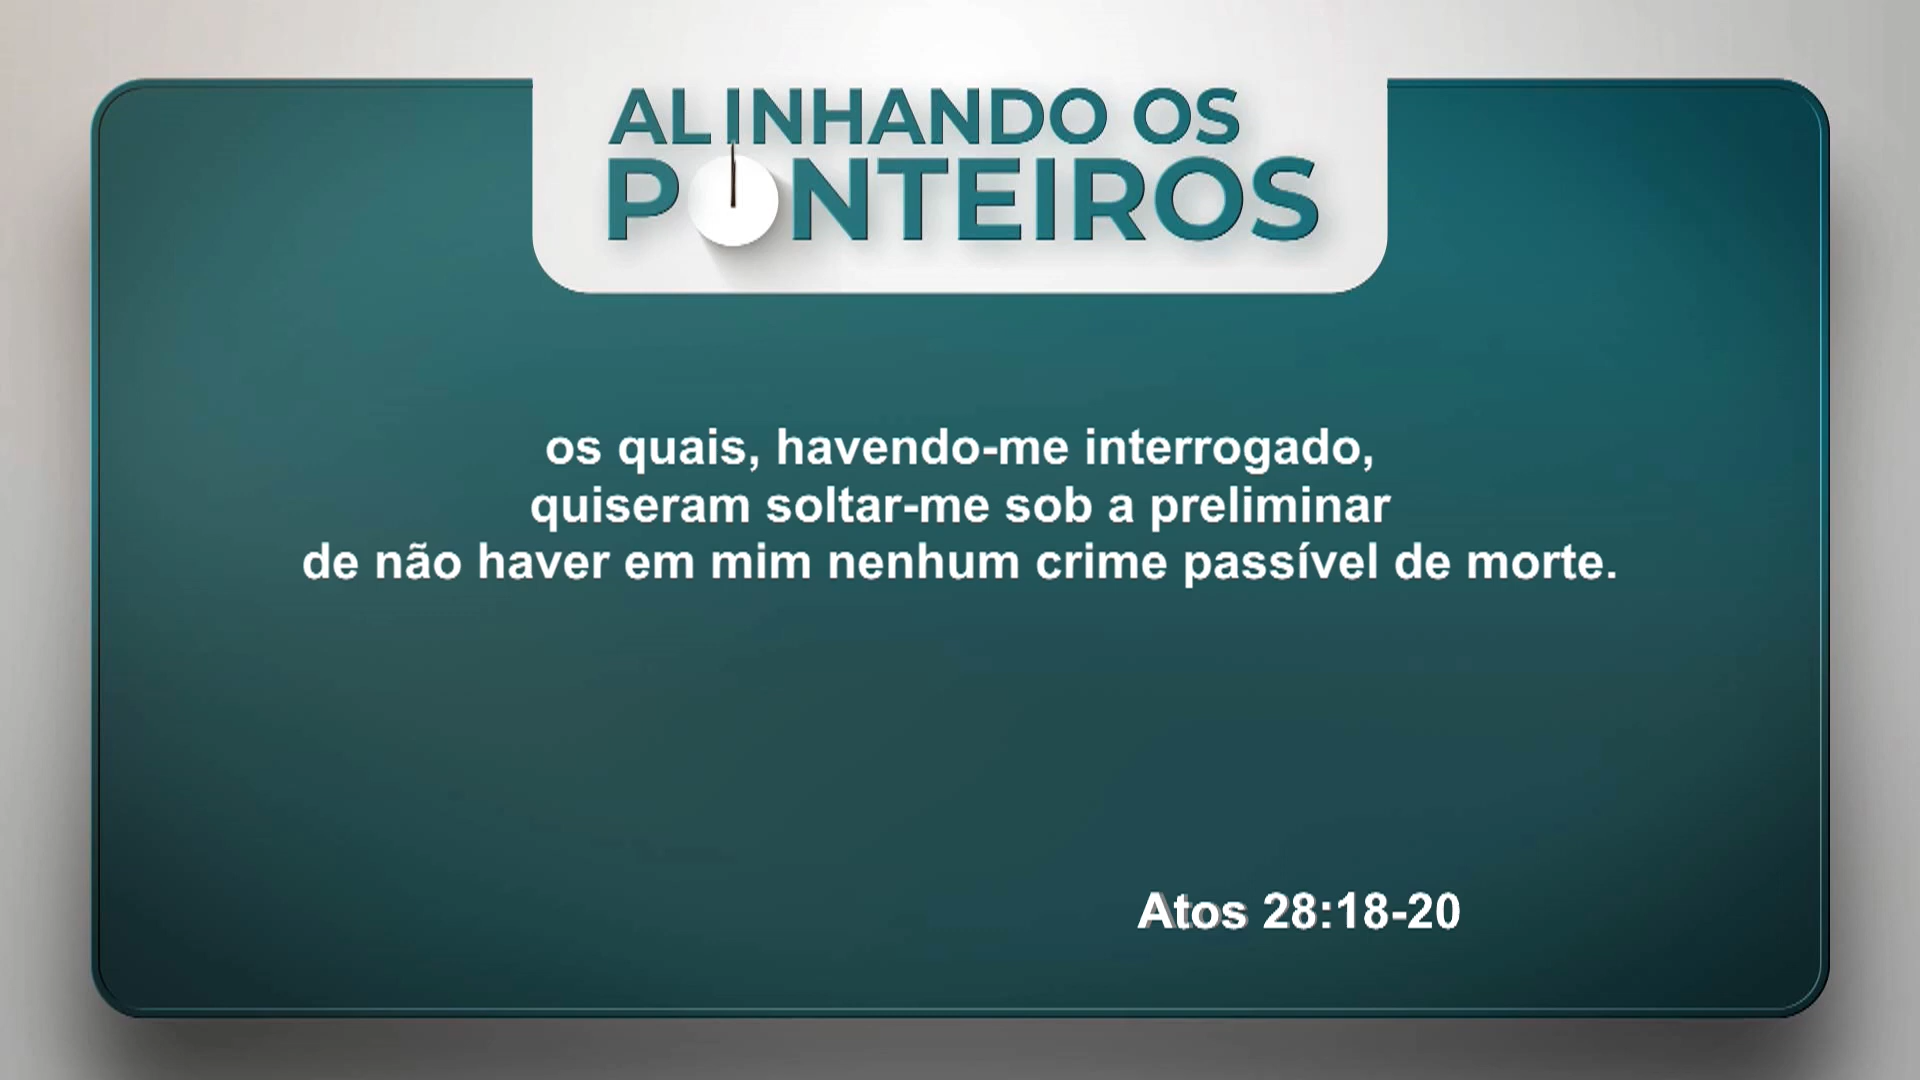 ALINHANDO OS
PONTEIROS
os quais, havendo-me interrogado,
quiseram soltar-me sob a preliminar
de não haver em mim nenhum crime passível de morte.
Atos 28:18-20